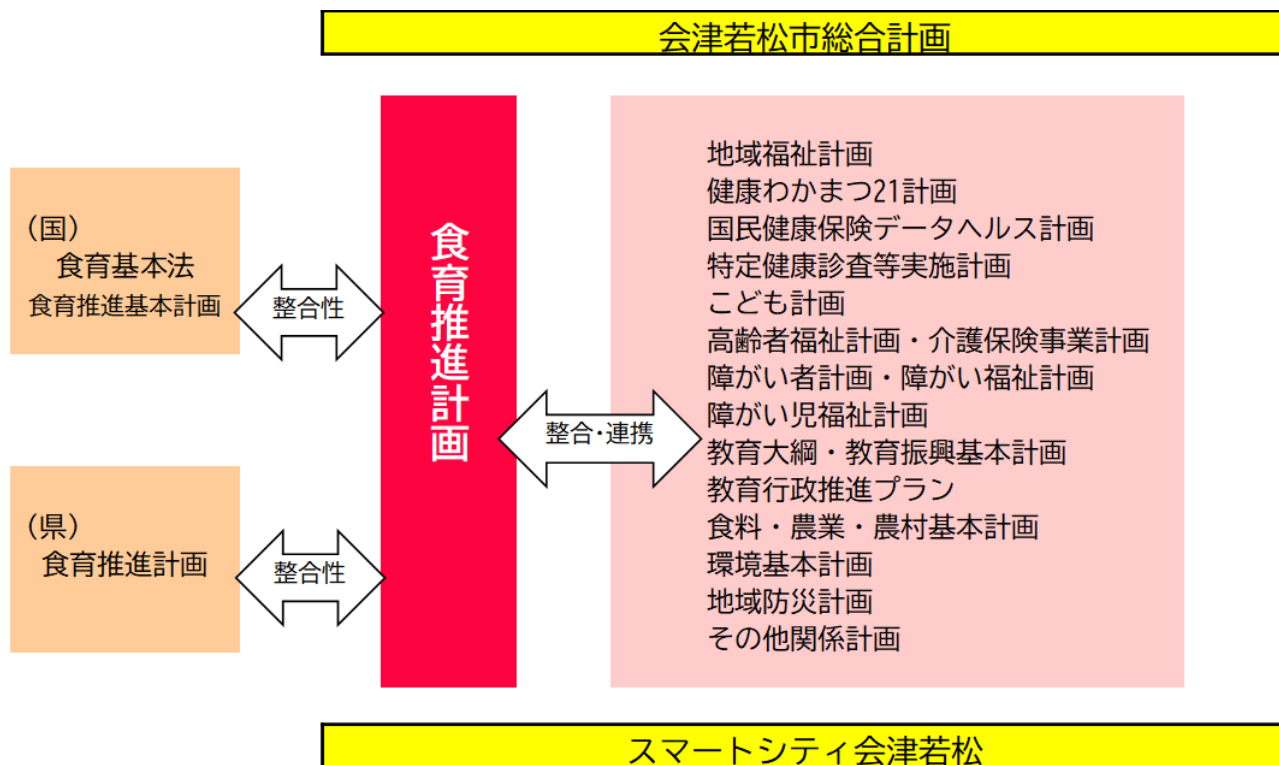 会津若松市総合計画
(国)
食育基本法
食育推進基本計画
整合性
(県)
食育推進計画
整合性
食育推進計画
整合・連携
地域福祉計画
健康わかまつ21計画
国民健康保険データヘルス計画
特定健康診査等実施計画
こども計画
高齢者福祉計画・介護保険事業計画
障がい者計画・障がい福祉計画
障がい児福祉計画
教育大綱・教育振興基本計画
教育行政推進プラン
食料・農業・農村基本計画
環境基本計画
地域防災計画
その他関係計画
スマートシティ会津若松